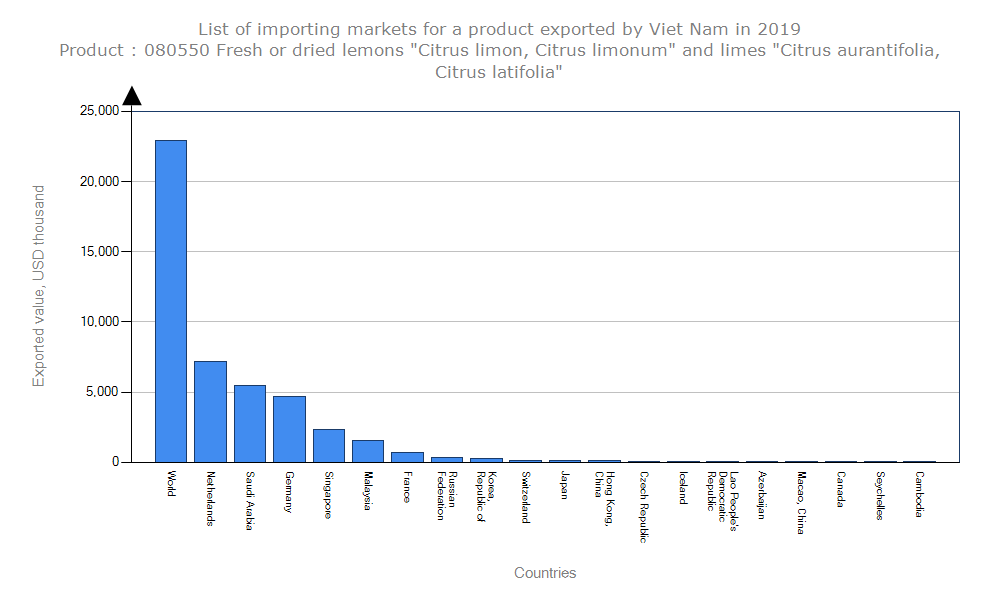 List of importing markets for a product exported by Viet Nam in 2019
Product : 080550 Fresh or dried lemons "Citrus limon, Citrus limonum" and limes "Citrus aurantifolia,
Citrus latifolia"
Exported value, USD thousand
25,000
20,000
15,000
10,000
5,000
0
World
Netherlands
Saudi Arabia
Germany
Singapore
Malaysia
France
Russian
Federation
Korea,
Republic of
Switzerland
Japan
Hong Kong,
China
Czech Republic
Iceland
Lao People's
Democratic
Republic
Azerbaijan
Macao, China
Canada
Seychelles
Cambodia
Countries